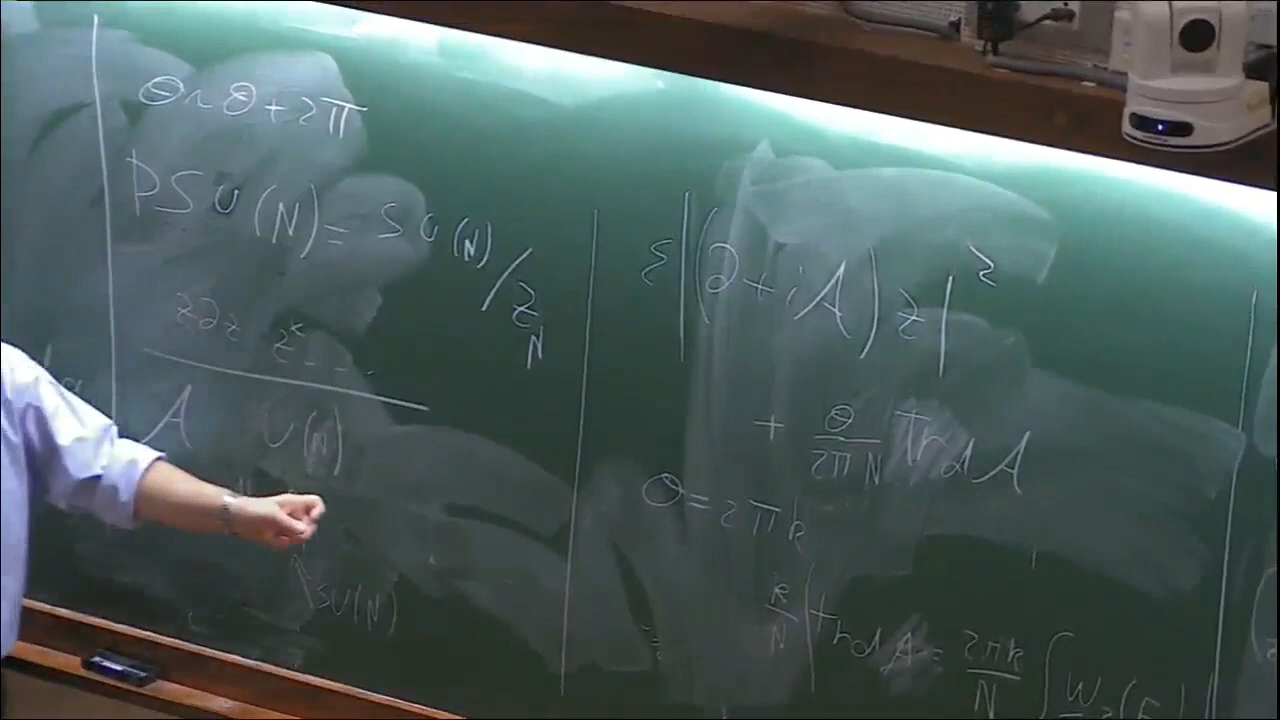 θ ~ θ + 2π
PSU(N) = SU(N)/Z_N
z∂z z* - - .
A U(N)
SU(N)
Σ|(∂ + iA)z|²
+ θ/2πN Tr dA
θ = 2πk
k/N ∫ tr dA = 2πk/N ∫ w₂(